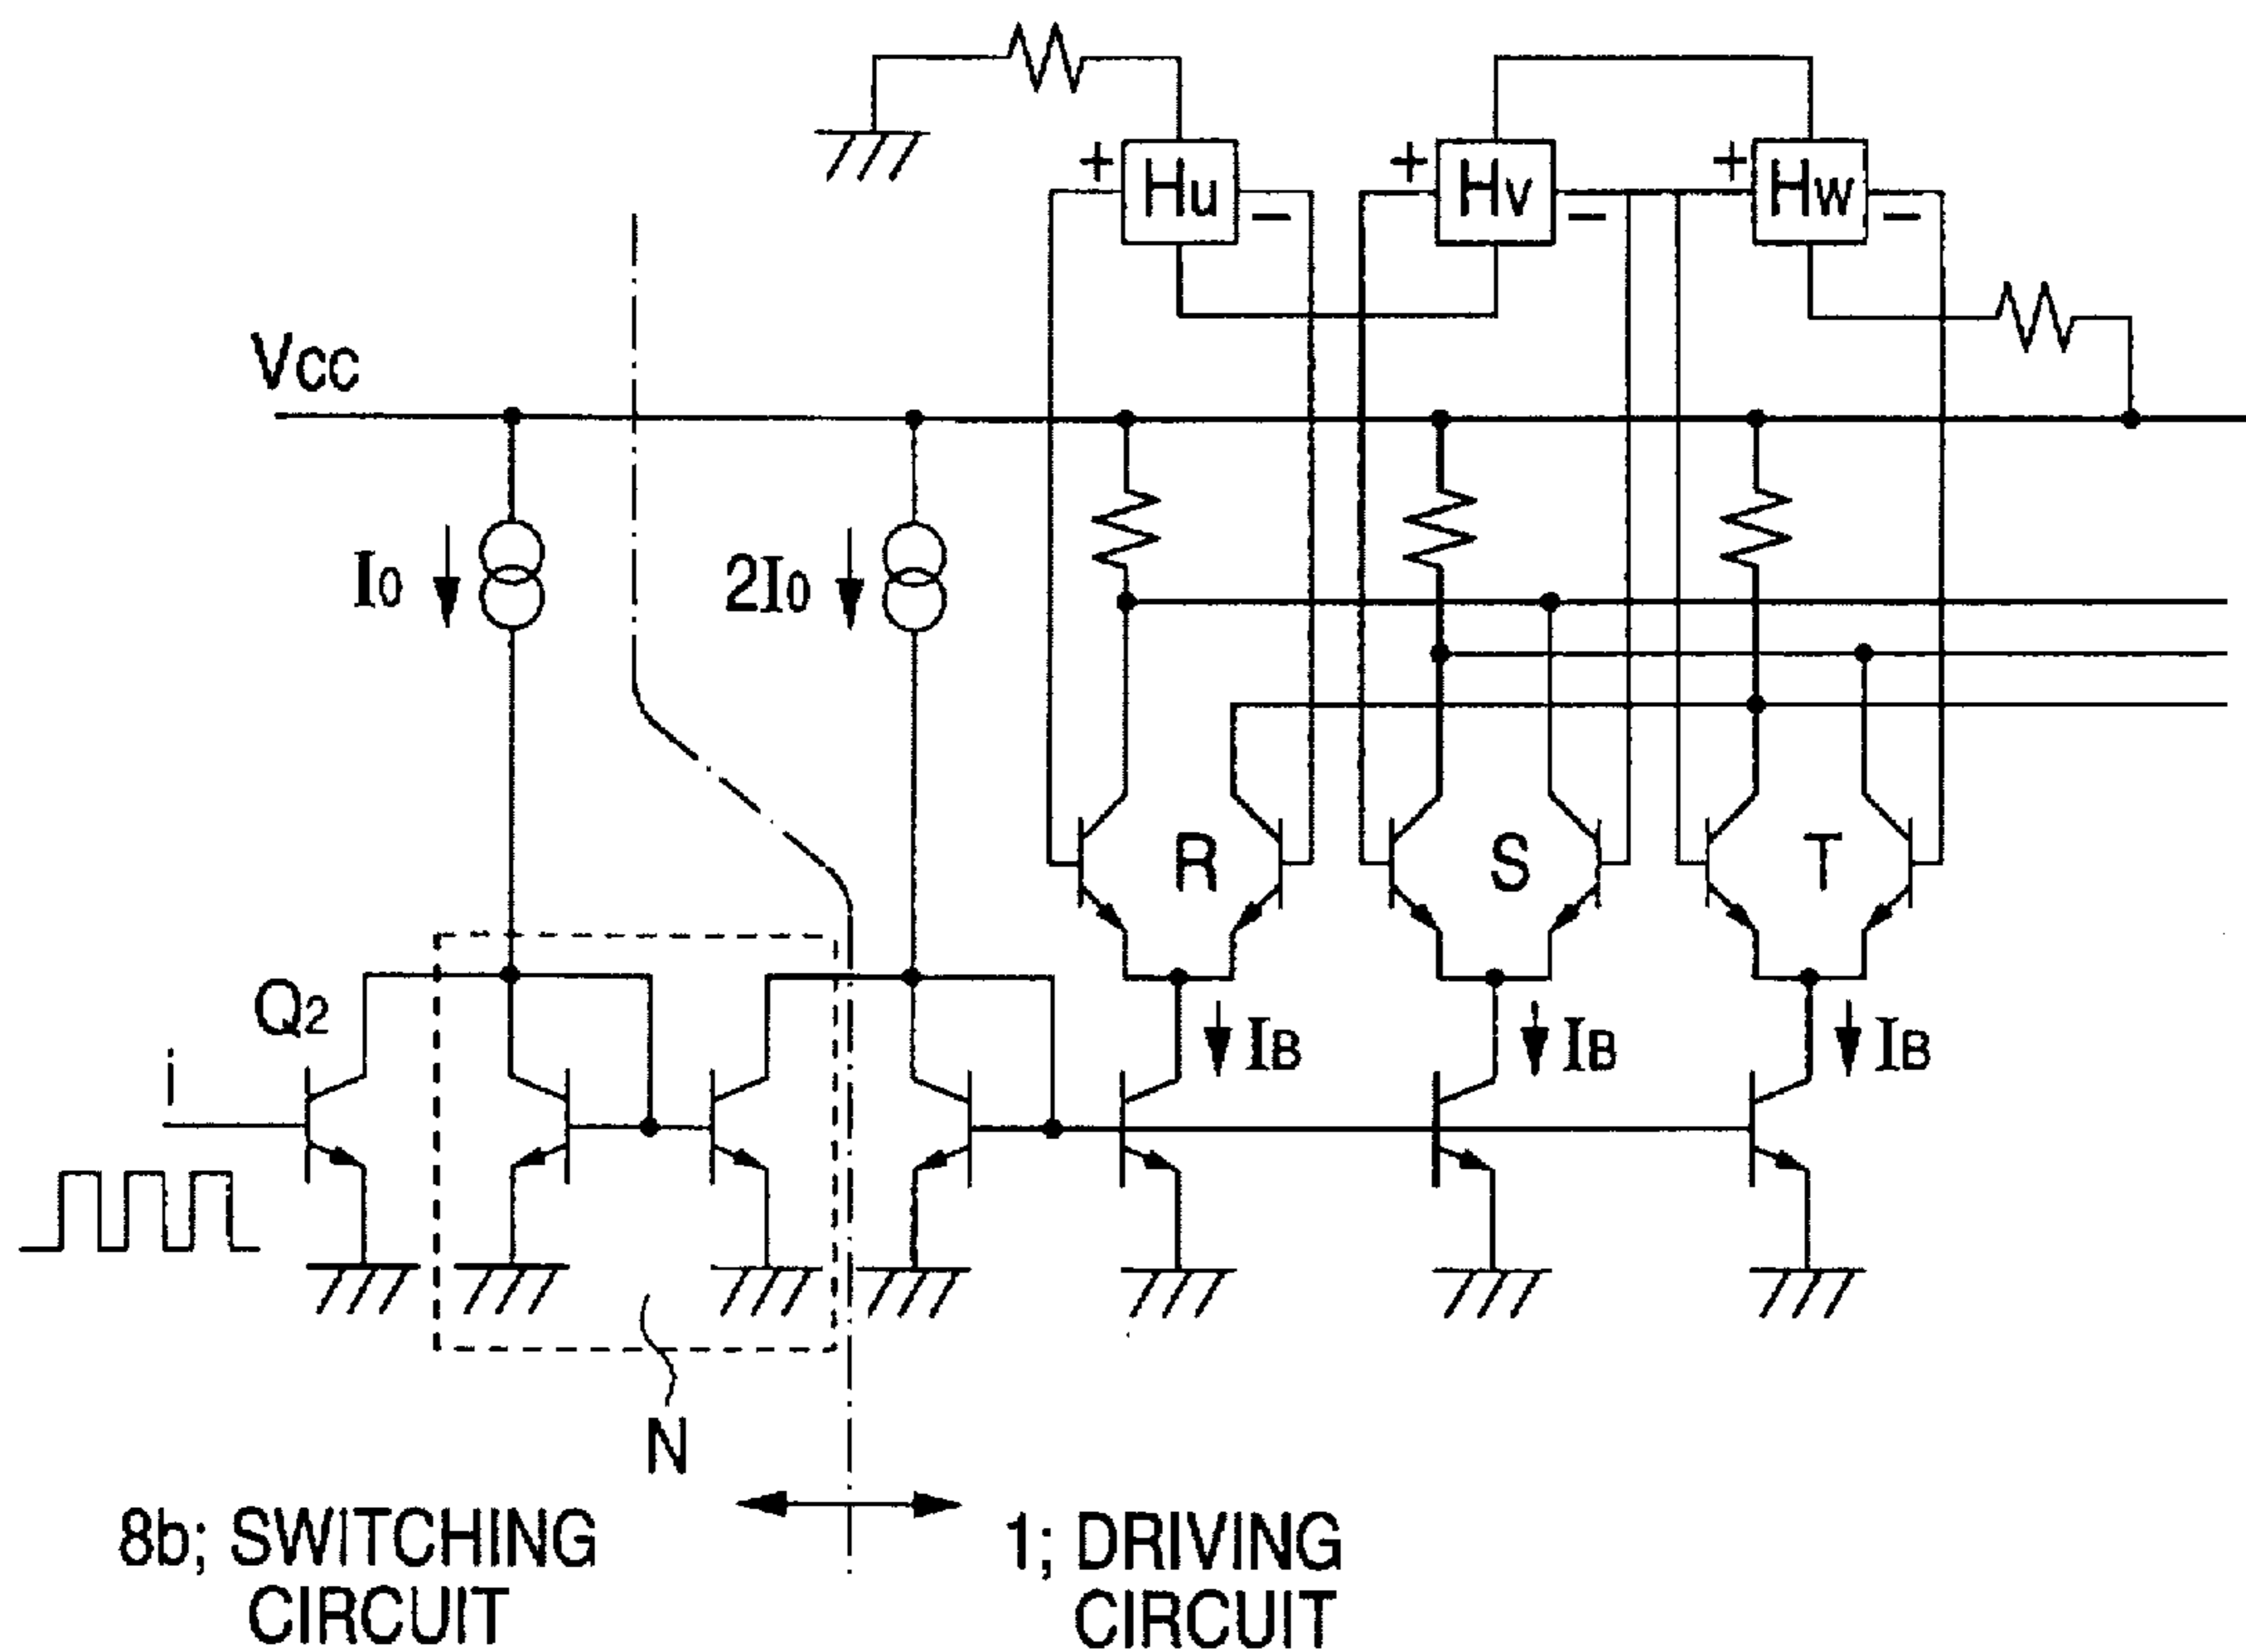 + Hu −
+ Hv −
+ Hw −
Vcc
I0
2I0
R
S
T
Q2
i
IB
IB
IB
N
8b; SWITCHING
CIRCUIT
1; DRIVING
CIRCUIT